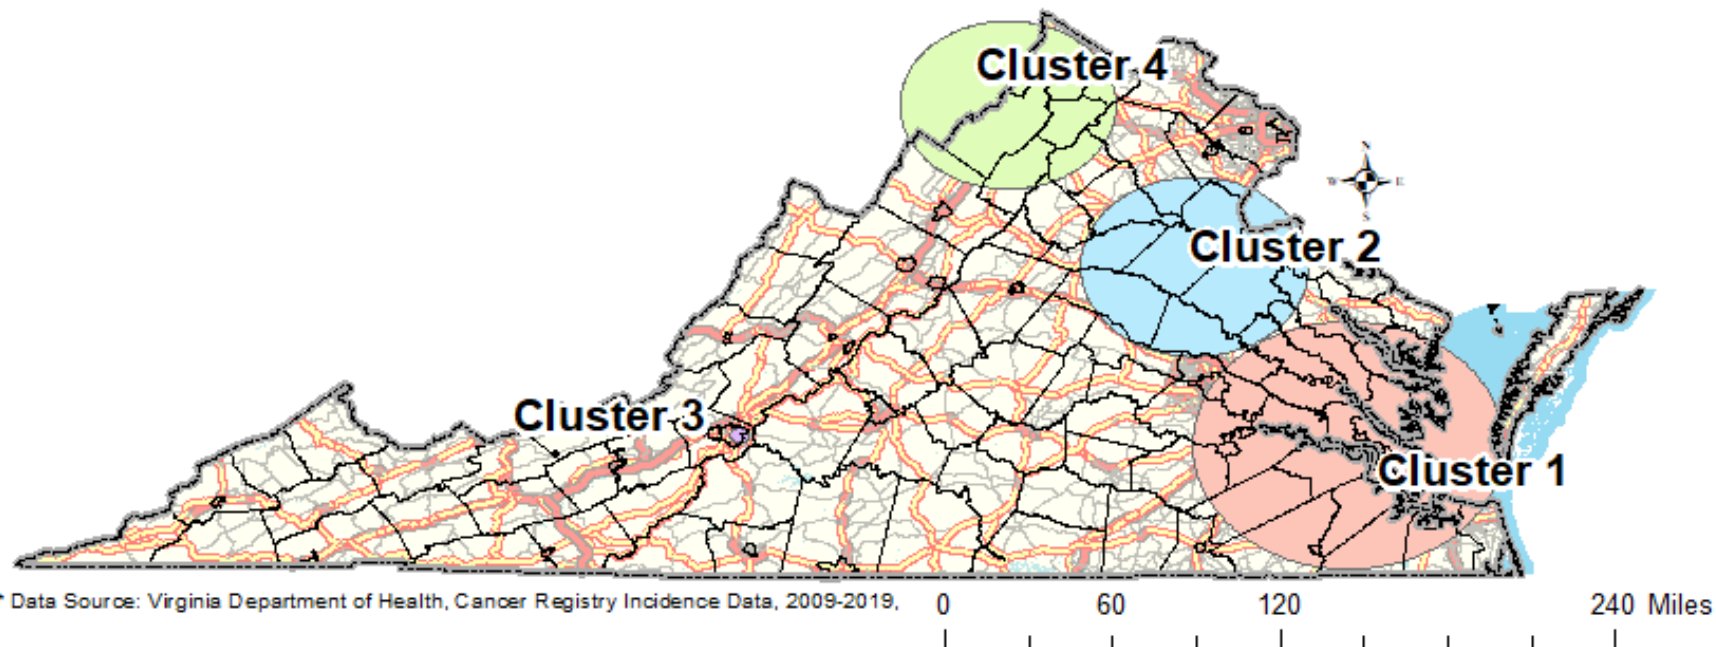 Cluster 4
N
W E
S
Cluster 2
Cluster 3
Cluster 1
* Data Source: Virginia Department of Health, Cancer Registry Incidence Data, 2009-2019,
0 60 120 240 Miles